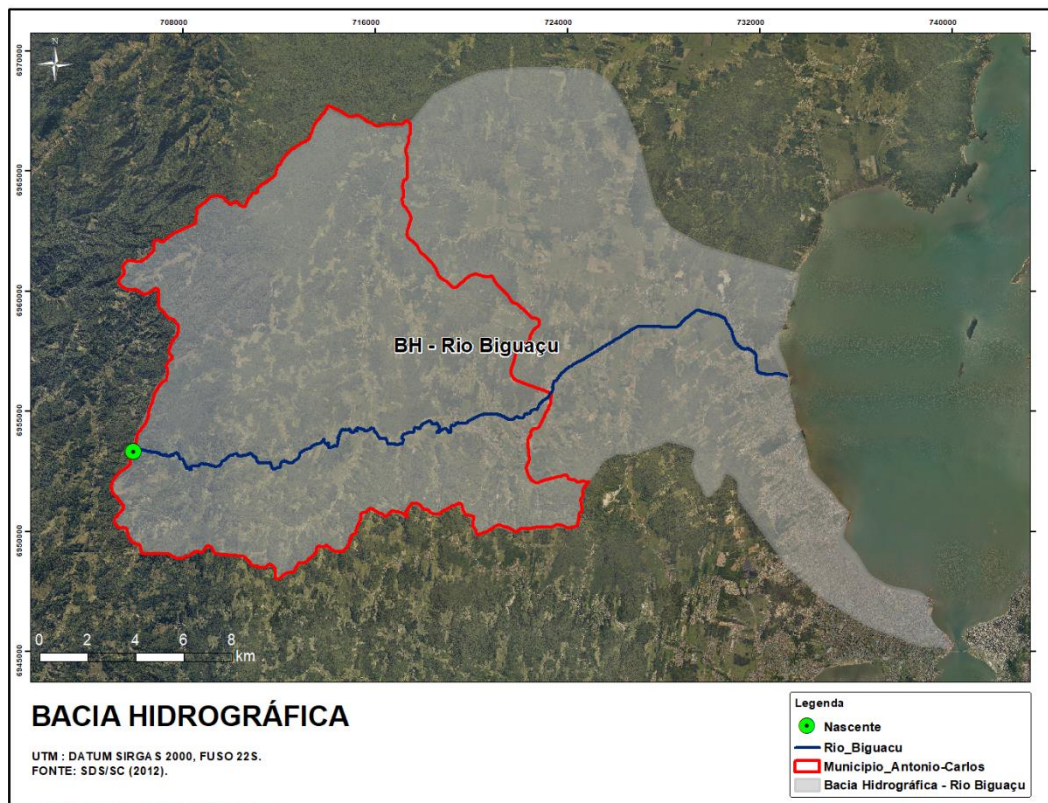 708000 716000 724000 732000 740000
6970000
N
6965000
6960000
BH - Rio Biguaçu
6955000
6950000
0 2 4 6 8
km
6945000
BACIA HIDROGRÁFICA
UTM : DATUM SIRGAS 2000, FUSO 22S.
FONTE: SDS/SC (2012).
Legenda
Nascente
Rio_Biguacu
Municipio_Antonio-Carlos
Bacia Hidrográfica - Rio Biguaçu